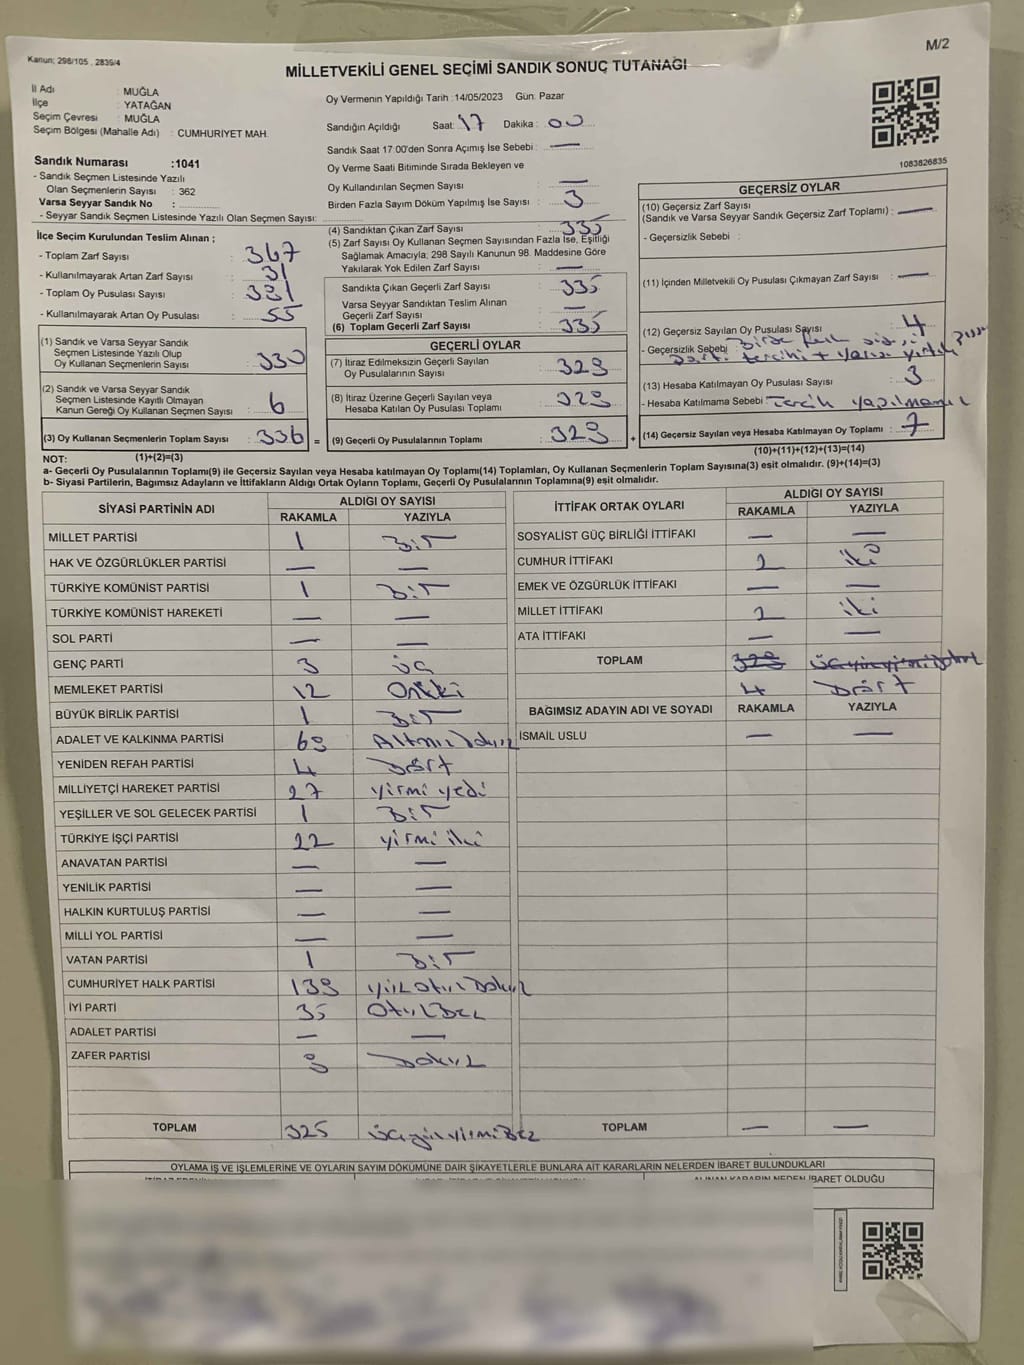 Kanun; 298/105 , 2839/4
M/2
MİLLETVEKİLİ GENEL SEÇİMİ SANDIK SONUÇ TUTANAĞI
İl Adı : MUĞLA
İlçe : YATAĞAN
Seçim Çevresi : MUĞLA
Seçim Bölgesi (Mahalle Adı) : CUMHURİYET MAH.
Oy Vermenin Yapıldığı Tarih :14/05/2023 Gün: Pazar
Sandığın Açıldığı Saat: 17 Dakika: 00
Sandık Saat 17.00'den Sonra Açımış İse Sebebi : —
Oy Verme Saati Bitiminde Sırada Bekleyen ve
Oy Kullandırılan Seçmen Sayısı : —
Birden Fazla Sayım Döküm Yapılmış İse Sayısı : 3
1083826835
Sandık Numarası :1041
- Sandık Seçmen Listesinde Yazılı
Olan Seçmenlerin Sayısı : 362
Varsa Seyyar Sandık No :
- Seyyar Sandık Seçmen Listesinde Yazılı Olan Seçmen Sayısı:
İlçe Seçim Kurulundan Teslim Alınan ;
- Toplam Zarf Sayısı : 367
- Kullanılmayarak Artan Zarf Sayısı : 31
- Toplam Oy Pusulası Sayısı : 391
- Kullanılmayarak Artan Oy Pusulası : 55
(1) Sandık ve Varsa Seyyar Sandık
Seçmen Listesinde Yazılı Olup
Oy Kullanan Seçmenlerin Sayısı : 330
(2) Sandık ve Varsa Seyyar Sandık
Seçmen Listesinde Kayıtlı Olmayan
Kanun Gereği Oy Kullanan Seçmen Sayısı : 6
(3) Oy Kullanan Seçmenlerin Toplam Sayısı : 336 =
(4) Sandıktan Çıkan Zarf Sayısı : 335
(5) Zarf Sayısı Oy Kullanan Seçmen Sayısından Fazla İse, Eşitliği
Sağlamak Amacıyla; 298 Sayılı Kanunun 98. Maddesine Göre
Yakılarak Yok Edilen Zarf Sayısı : —
Sandıkta Çıkan Geçerli Zarf Sayısı : 335
Varsa Seyyar Sandıktan Teslim Alınan
Geçerli Zarf Sayısı : —
(6) Toplam Geçerli Zarf Sayısı : 335
GEÇERLİ OYLAR
(7) İtiraz Edilmeksizin Geçerli Sayılan
Oy Pusulalarının Sayısı : 329
(8) İtiraz Üzerine Geçerli Sayılan veya
Hesaba Katılan Oy Pusulası Toplamı : 329
(9) Geçerli Oy Pusulalarının Toplamı : 329 +
GEÇERSİZ OYLAR
(10) Geçersiz Zarf Sayısı
(Sandık ve Varsa Seyyar Sandık Geçersiz Zarf Toplamı) : —
- Geçersizlik Sebebi :
(11) İçinden Milletvekili Oy Pusulası Çıkmayan Zarf Sayısı : —
(12) Geçersiz Sayılan Oy Pusulası Sayısı : 4
- Geçersizlik Sebebi :
tercihi + yarısı yırtık
(13) Hesaba Katılmayan Oy Pusulası Sayısı : 3
- Hesaba Katılmama Sebebi Tercih yapılmamış
(14) Geçersiz Sayılan veya Hesaba Katılmayan Oy Toplamı : 7
NOT: (1)+(2)=(3)
(10)+(11)+(12)+(13)=(14)
a- Geçerli Oy Pusulalarının Toplamı(9) ile Geçersiz Sayılan veya Hesaba katılmayan Oy Toplamı(14) Toplamları, Oy Kullanan Seçmenlerin Toplam Sayısına(3) eşit olmalıdır. (9)+(14)=(3)
b- Siyasi Partilerin, Bağımsız Adayların ve İttifakların Aldığı Ortak Oyların Toplamı, Geçerli Oy Pusulalarının Toplamına(9) eşit olmalıdır.
SİYASİ PARTİNİN ADI
ALDIĞI OY SAYISI
RAKAMLA YAZIYLA
MİLLET PARTİSİ 1 Bir
HAK VE ÖZGÜRLÜKLER PARTİSİ — —
TÜRKİYE KOMÜNİST PARTİSİ 1 Bir
TÜRKİYE KOMÜNİST HAREKETİ — —
SOL PARTİ — —
GENÇ PARTİ 3 üç
MEMLEKET PARTİSİ 12 Oniki
BÜYÜK BİRLİK PARTİSİ 1 Bir
ADALET VE KALKINMA PARTİSİ 69 Altmış Dokuz
YENİDEN REFAH PARTİSİ 4 Dört
MİLLİYETÇİ HAREKET PARTİSİ 27 yirmi yedi
YEŞİLLER VE SOL GELECEK PARTİSİ 1 Bir
TÜRKİYE İŞÇİ PARTİSİ 22 yirmi iki
ANAVATAN PARTİSİ — —
YENİLİK PARTİSİ — —
HALKIN KURTULUŞ PARTİSİ — —
MİLLİ YOL PARTİSİ — —
VATAN PARTİSİ 1 Bir
CUMHURİYET HALK PARTİSİ 139 yüz otuz Dokuz
İYİ PARTİ 35 Otuz Beş
ADALET PARTİSİ — —
ZAFER PARTİSİ 9 Dokuz
TOPLAM 325 üçyüzyirmi Beş
İTTİFAK ORTAK OYLARI
ALDIĞI OY SAYISI
RAKAMLA YAZIYLA
SOSYALİST GÜÇ BİRLİĞİ İTTİFAKI — —
CUMHUR İTTİFAKI 2 iki
EMEK VE ÖZGÜRLÜK İTTİFAKI — —
MİLLET İTTİFAKI 2 iki
ATA İTTİFAKI — —
TOPLAM 329 üçyüzyirmi Dokuz
4 Dört
BAĞIMSIZ ADAYIN ADI VE SOYADI RAKAMLA YAZIYLA
İSMAİL USLU — —
TOPLAM — —
OYLAMA İŞ VE İŞLEMLERİNE VE OYLARIN SAYIM DÖKÜMÜNE DAİR ŞİKAYETLERLE BUNLARA AİT KARARLARIN NELERDEN İBARET BULUNDUKLARI
ALINAN KARARIN NEDEN İBARET OLDUĞU